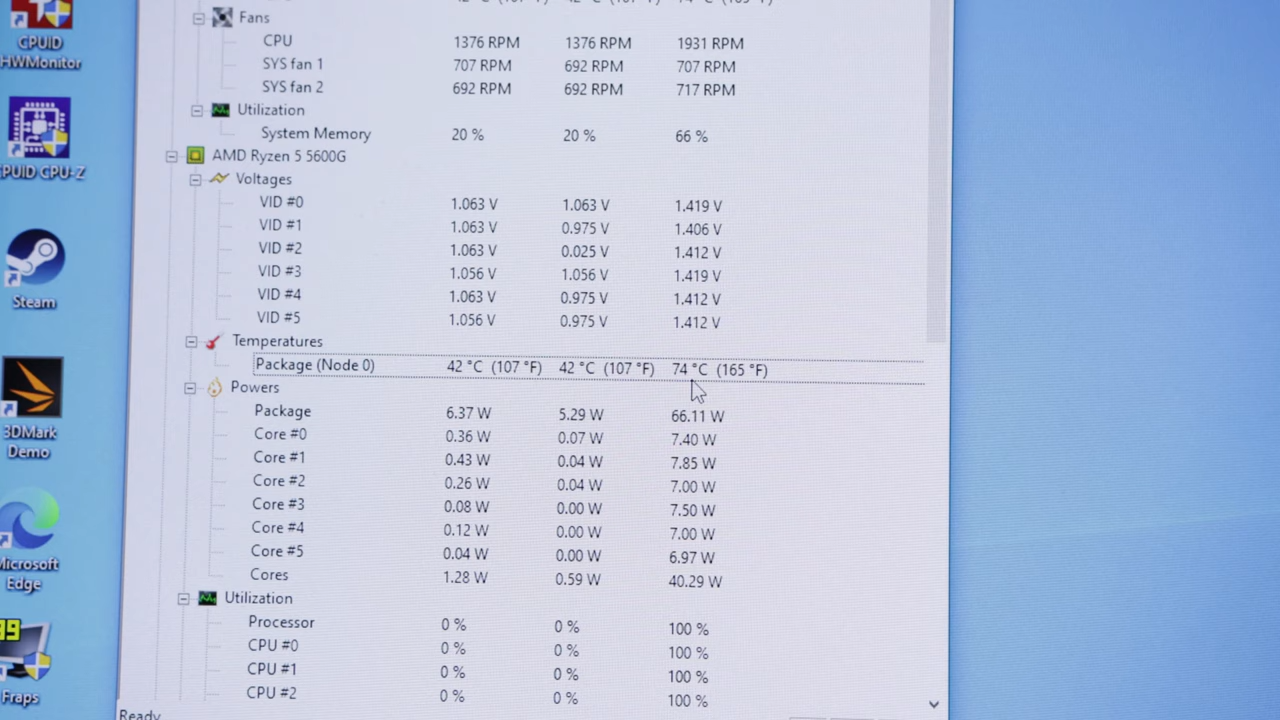 CPUID
HWMonitor
CPUID CPU-Z
Steam
3DMark
Demo
Microsoft
Edge
99
Fraps
42 °C (107 °F) 42 °C (107 °F) 74 °C (165 °F)
Fans
CPU 1376 RPM 1376 RPM 1931 RPM
SYS fan 1 707 RPM 692 RPM 707 RPM
SYS fan 2 692 RPM 692 RPM 717 RPM
Utilization
System Memory 20 % 20 % 66 %
AMD Ryzen 5 5600G
Voltages
VID #0 1.063 V 1.063 V 1.419 V
VID #1 1.063 V 0.975 V 1.406 V
VID #2 1.063 V 0.025 V 1.412 V
VID #3 1.056 V 1.056 V 1.419 V
VID #4 1.063 V 0.975 V 1.412 V
VID #5 1.056 V 0.975 V 1.412 V
Temperatures
Package (Node 0) 42 °C (107 °F) 42 °C (107 °F) 74 °C (165 °F)
Powers
Package 6.37 W 5.29 W 66.11 W
Core #0 0.36 W 0.07 W 7.40 W
Core #1 0.43 W 0.04 W 7.85 W
Core #2 0.26 W 0.04 W 7.00 W
Core #3 0.08 W 0.00 W 7.50 W
Core #4 0.12 W 0.00 W 7.00 W
Core #5 0.04 W 0.00 W 6.97 W
Cores 1.28 W 0.59 W 40.29 W
Utilization
Processor 0 % 0 % 100 %
CPU #0 0 % 0 % 100 %
CPU #1 0 % 0 % 100 %
CPU #2 0 % 0 % 100 %
Ready